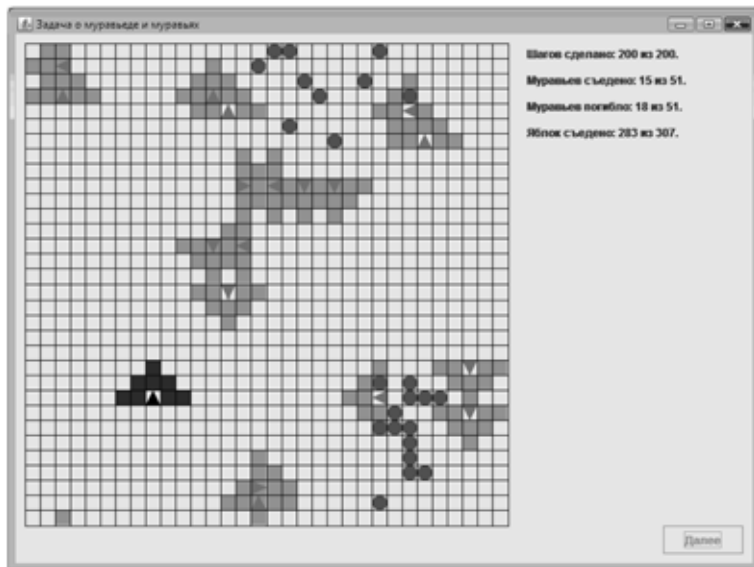 Задача о муравьеде и муравьях
Шагов сделано: 200 из 200.
Муравьев съедено: 15 из 51.
Муравьев погибло: 18 из 51.
Яблок съедено: 283 из 307.
Далее